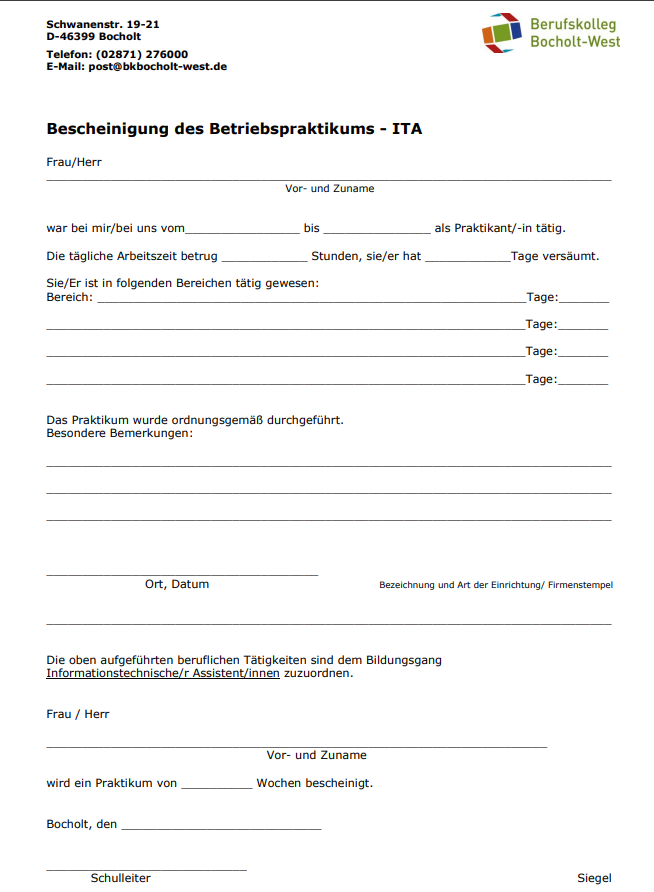 Schwanenstr. 19-21
D-46399 Bocholt
Telefon: (02871) 276000
E-Mail: post@bkbocholt-west.de
Berufskolleg
Bocholt-West
Bescheinigung des Betriebspraktikums - ITA
Frau/Herr
Vor- und Zuname
war bei mir/bei uns vom________________ bis _______________ als Praktikant/-in tätig.
Die tägliche Arbeitszeit betrug ____________ Stunden, sie/er hat ____________Tage versäumt.
Sie/Er ist in folgenden Bereichen tätig gewesen:
Bereich: ____________________________________________________________Tage:_______
___________________________________________________________________Tage:_______
___________________________________________________________________Tage:_______
___________________________________________________________________Tage:_______
Das Praktikum wurde ordnungsgemäß durchgeführt.
Besondere Bemerkungen:
Ort, Datum Bezeichnung und Art der Einrichtung/ Firmenstempel
Die oben aufgeführten beruflichen Tätigkeiten sind dem Bildungsgang
Informationstechnische/r Assistent/innen zuzuordnen.
Frau / Herr
Vor- und Zuname
wird ein Praktikum von __________ Wochen bescheinigt.
Bocholt, den ____________________________
Schulleiter Siegel